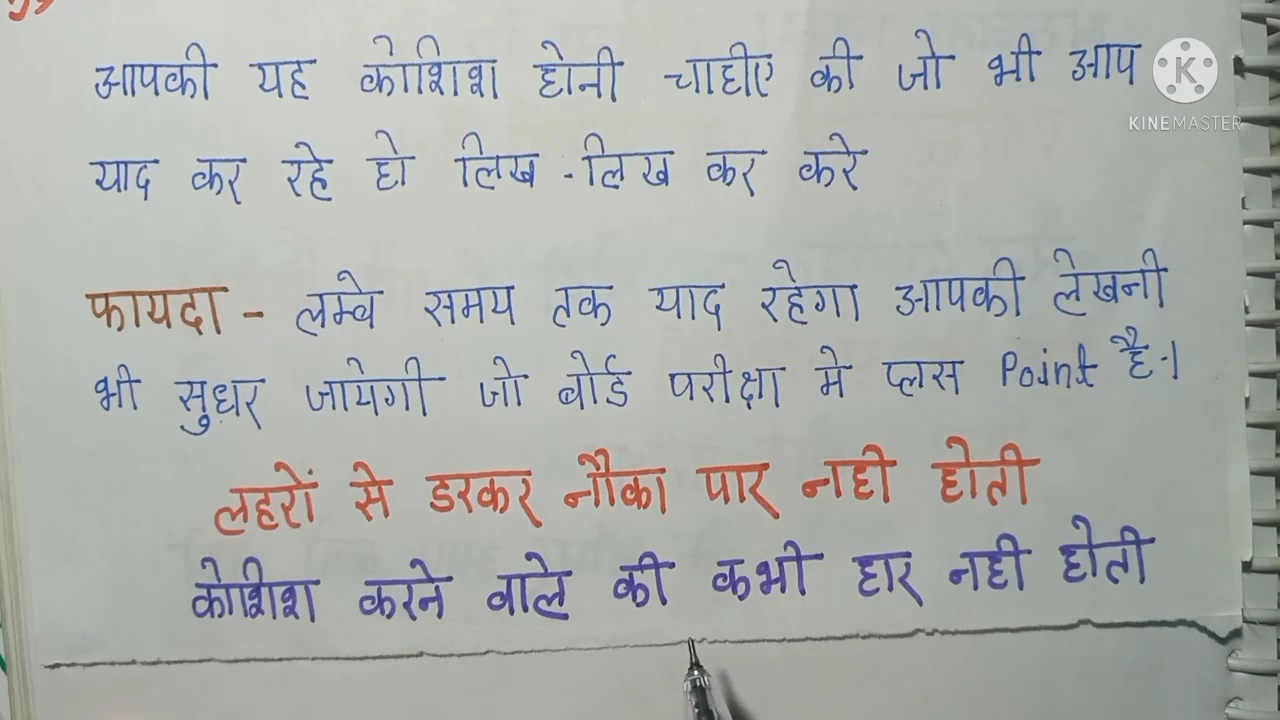 आपकी यह कोशिश होनी चाहीए की जो भी आप
KINEMASTER
याद कर रहे हो लिख-लिख कर करे
फायदा - लम्वे समय तक याद रहेगा आपकी लेखनी
भी सुधर जायेगी जो वोर्ड परीक्षा मे प्लस Point है।
लहरों से डरकर नौका पार नही होती
कोशिश करने वाले की कभी हार नही होती